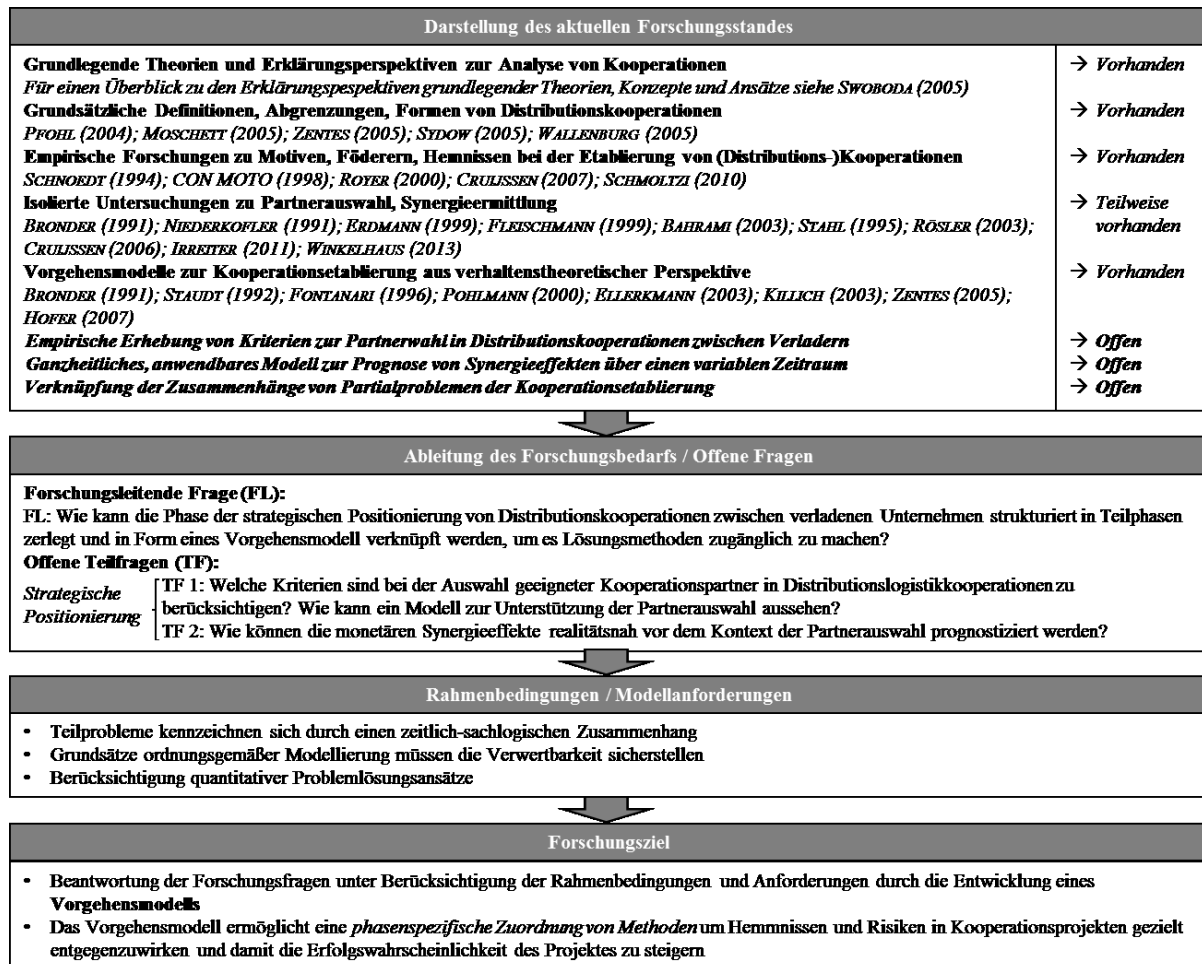 Darstellung des aktuellen Forschungsstandes
Grundlegende Theorien und Erklärungsperspektiven zur Analyse von Kooperationen → Vorhanden
Für einen Überblick zu den Erklärungspespektiven grundlegender Theorien, Konzepte und Ansätze siehe SWOBODA (2005)
Grundsätzliche Definitionen, Abgrenzungen, Formen von Distributionskooperationen → Vorhanden
PFOHL (2004); MOSCHETT (2005); ZENTES (2005); SYDOW (2005); WALLENBURG (2005)
Empirische Forschungen zu Motiven, Föderern, Hemnissen bei der Etablierung von (Distributions-)Kooperationen → Vorhanden
SCHNOEDT (1994); CON MOTO (1998); ROYER (2000); CRUIJSSEN (2007); SCHMOLTZI (2010)
Isolierte Untersuchungen zu Partnerauswahl, Synergieermittlung → Teilweise
BRONDER (1991); NIEDERKOFLER (1991); ERDMANN (1999); FLEISCHMANN (1999); BAHRAMI (2003); STAHL (1995); RÖSLER (2003); vorhanden
CRUIJSSEN (2006); IRREITER (2011); WINKELHAUS (2013)
Vorgehensmodelle zur Kooperationsetablierung aus verhaltenstheoretischer Perspektive → Vorhanden
BRONDER (1991); STAUDT (1992); FONTANARI (1996); POHLMANN (2000); ELLERKMANN (2003); KILLICH (2003); ZENTES (2005);
HOFER (2007)
Empirische Erhebung von Kriterien zur Partnerwahl in Distributionskooperationen zwischen Verladern → Offen
Ganzheitliches, anwendbares Modell zur Prognose von Synergieeffekten über einen variablen Zeitraum → Offen
Verknüpfung der Zusammenhänge von Partialproblemen der Kooperationsetablierung → Offen
Ableitung des Forschungsbedarfs / Offene Fragen
Forschungsleitende Frage (FL):
FL: Wie kann die Phase der strategischen Positionierung von Distributionskooperationen zwischen verladenen Unternehmen strukturiert in Teilphasen
zerlegt und in Form eines Vorgehensmodell verknüpft werden, um es Lösungsmethoden zugänglich zu machen?
Offene Teilfragen (TF):
Strategische Positionierung
TF 1: Welche Kriterien sind bei der Auswahl geeigneter Kooperationspartner in Distributionslogistikkooperationen zu
berücksichtigen? Wie kann ein Modell zur Unterstützung der Partnerauswahl aussehen?
TF 2: Wie können die monetären Synergieeffekte realitätsnah vor dem Kontext der Partnerauswahl prognostiziert werden?
Rahmenbedingungen / Modellanforderungen
• Teilprobleme kennzeichnen sich durch einen zeitlich-sachlogischen Zusammenhang
• Grundsätze ordnungsgemäßer Modellierung müssen die Verwertbarkeit sicherstellen
• Berücksichtigung quantitativer Problemlösungsansätze
Forschungsziel
• Beantwortung der Forschungsfragen unter Berücksichtigung der Rahmenbedingungen und Anforderungen durch die Entwicklung eines
Vorgehensmodells
• Das Vorgehensmodell ermöglicht eine phasenspezifische Zuordnung von Methoden um Hemmnissen und Risiken in Kooperationsprojekten gezielt
entgegenzuwirken und damit die Erfolgswahrscheinlichkeit des Projektes zu steigern